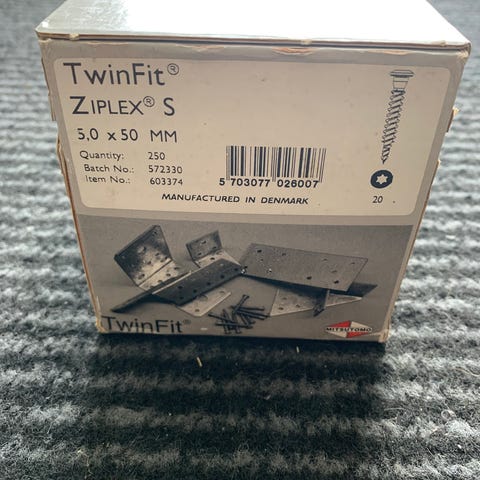 TwinFit®
ZIPLEX® S
5,0 x 50 MM
Quantity: 250
Batch No.: 572330
Item No.: 603374
5 703077 026007
20
MANUFACTURED IN DENMARK
TwinFit®
MITSUTOMO